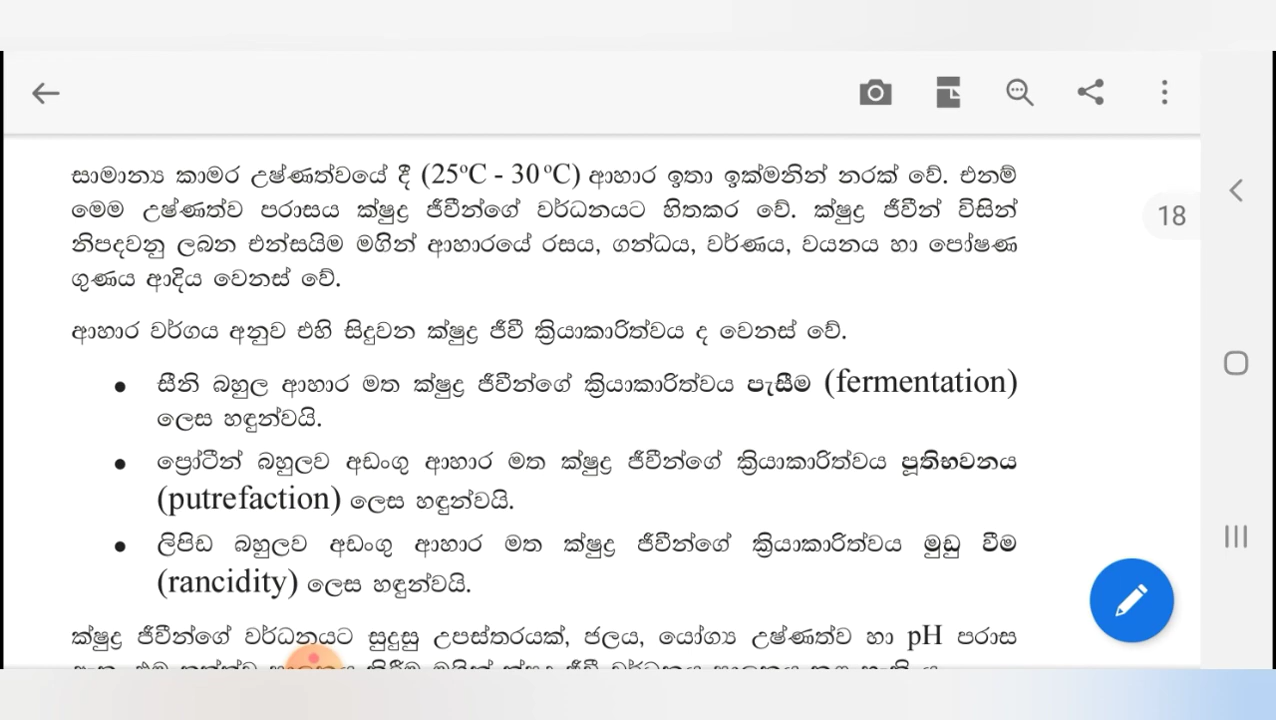 සාමාන්‍ය කාමර උෂ්ණත්වයේ දී (25°C - 30°C) ආහාර ඉතා ඉක්මනින් නරක් වේ. එනම්
මෙම උෂ්ණත්ව පරාසය ක්ෂුද්‍ර ජීවීන්ගේ වර්ධනයට හිතකර වේ. ක්ෂුද්‍ර ජීවීන් විසින්
නිපදවනු ලබන එන්සයිම මගින් ආහාරයේ රසය, ගන්ධය, වර්ණය, වයනය හා පෝෂණ
ගුණය ආදිය වෙනස් වේ.
18
ආහාර වර්ගය අනුව එහි සිදුවන ක්ෂුද්‍ර ජීවී ක්‍රියාකාරිත්වය ද වෙනස් වේ.
● සීනි බහුල ආහාර මත ක්ෂුද්‍ර ජීවීන්ගේ ක්‍රියාකාරිත්වය පැසීම (fermentation)
ලෙස හඳුන්වයි.
● ප්‍රෝටීන් බහුලව අඩංගු ආහාර මත ක්ෂුද්‍ර ජීවීන්ගේ ක්‍රියාකාරිත්වය පූතිභවනය
(putrefaction) ලෙස හඳුන්වයි.
● ලිපිඩ බහුලව අඩංගු ආහාර මත ක්ෂුද්‍ර ජීවීන්ගේ ක්‍රියාකාරිත්වය මුඩු වීම
(rancidity) ලෙස හඳුන්වයි.
ක්ෂුද්‍ර ජීවීන්ගේ වර්ධනයට සුදුසු උපස්තරයක්, ජලය, යෝග්‍ය උෂ්ණත්ව හා pH පරාස